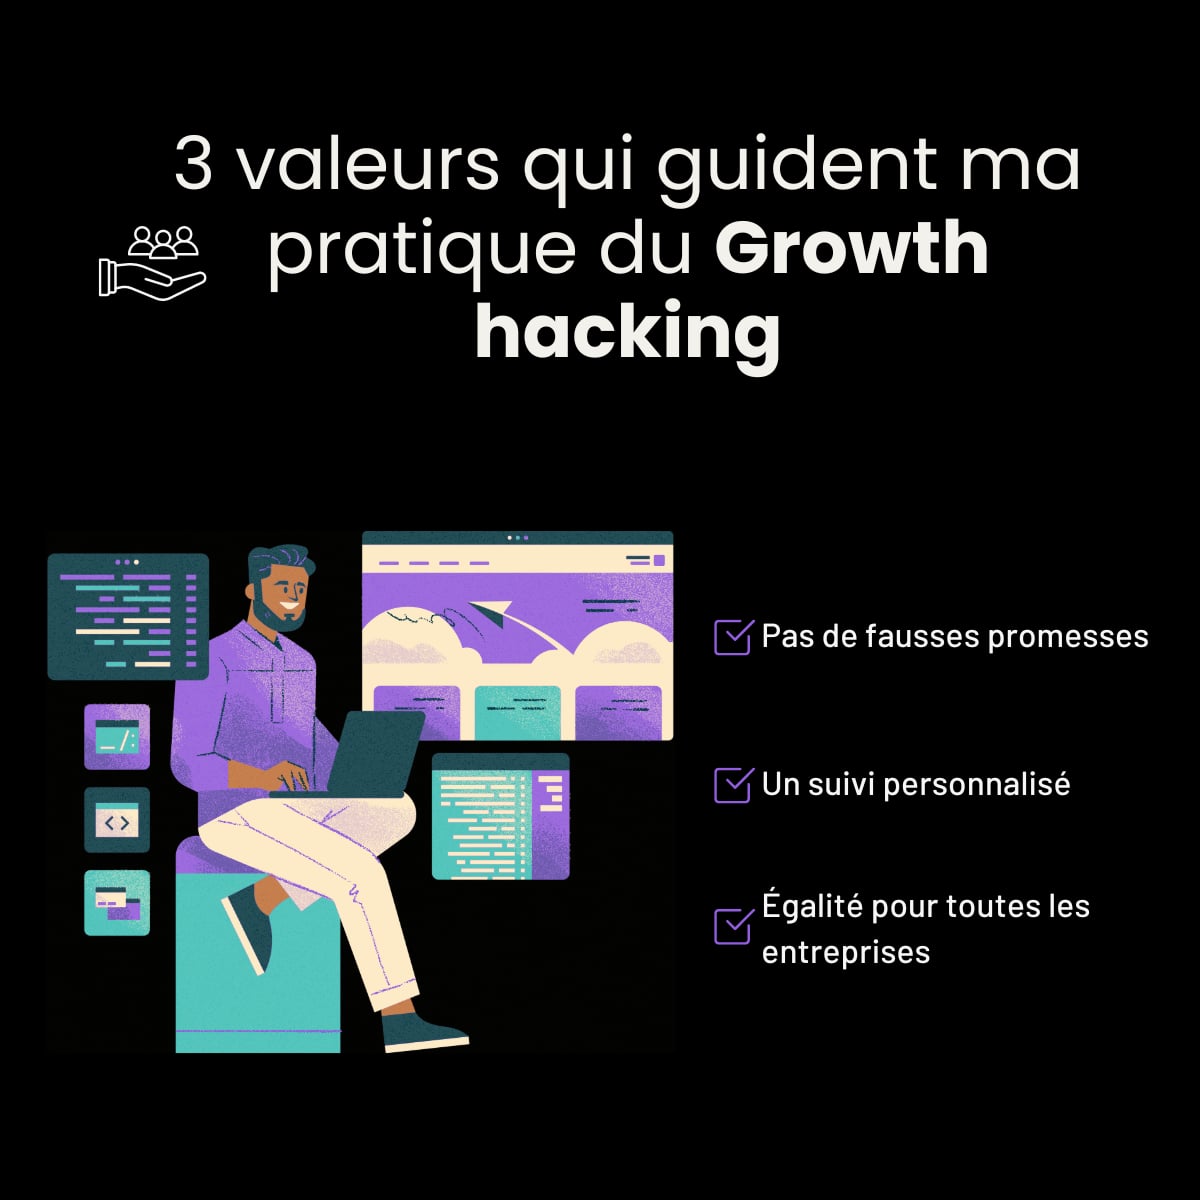 3 valeurs qui guident ma
pratique du Growth
hacking
Pas de fausses promesses
Un suivi personnalisé
Égalité pour toutes les
entreprises